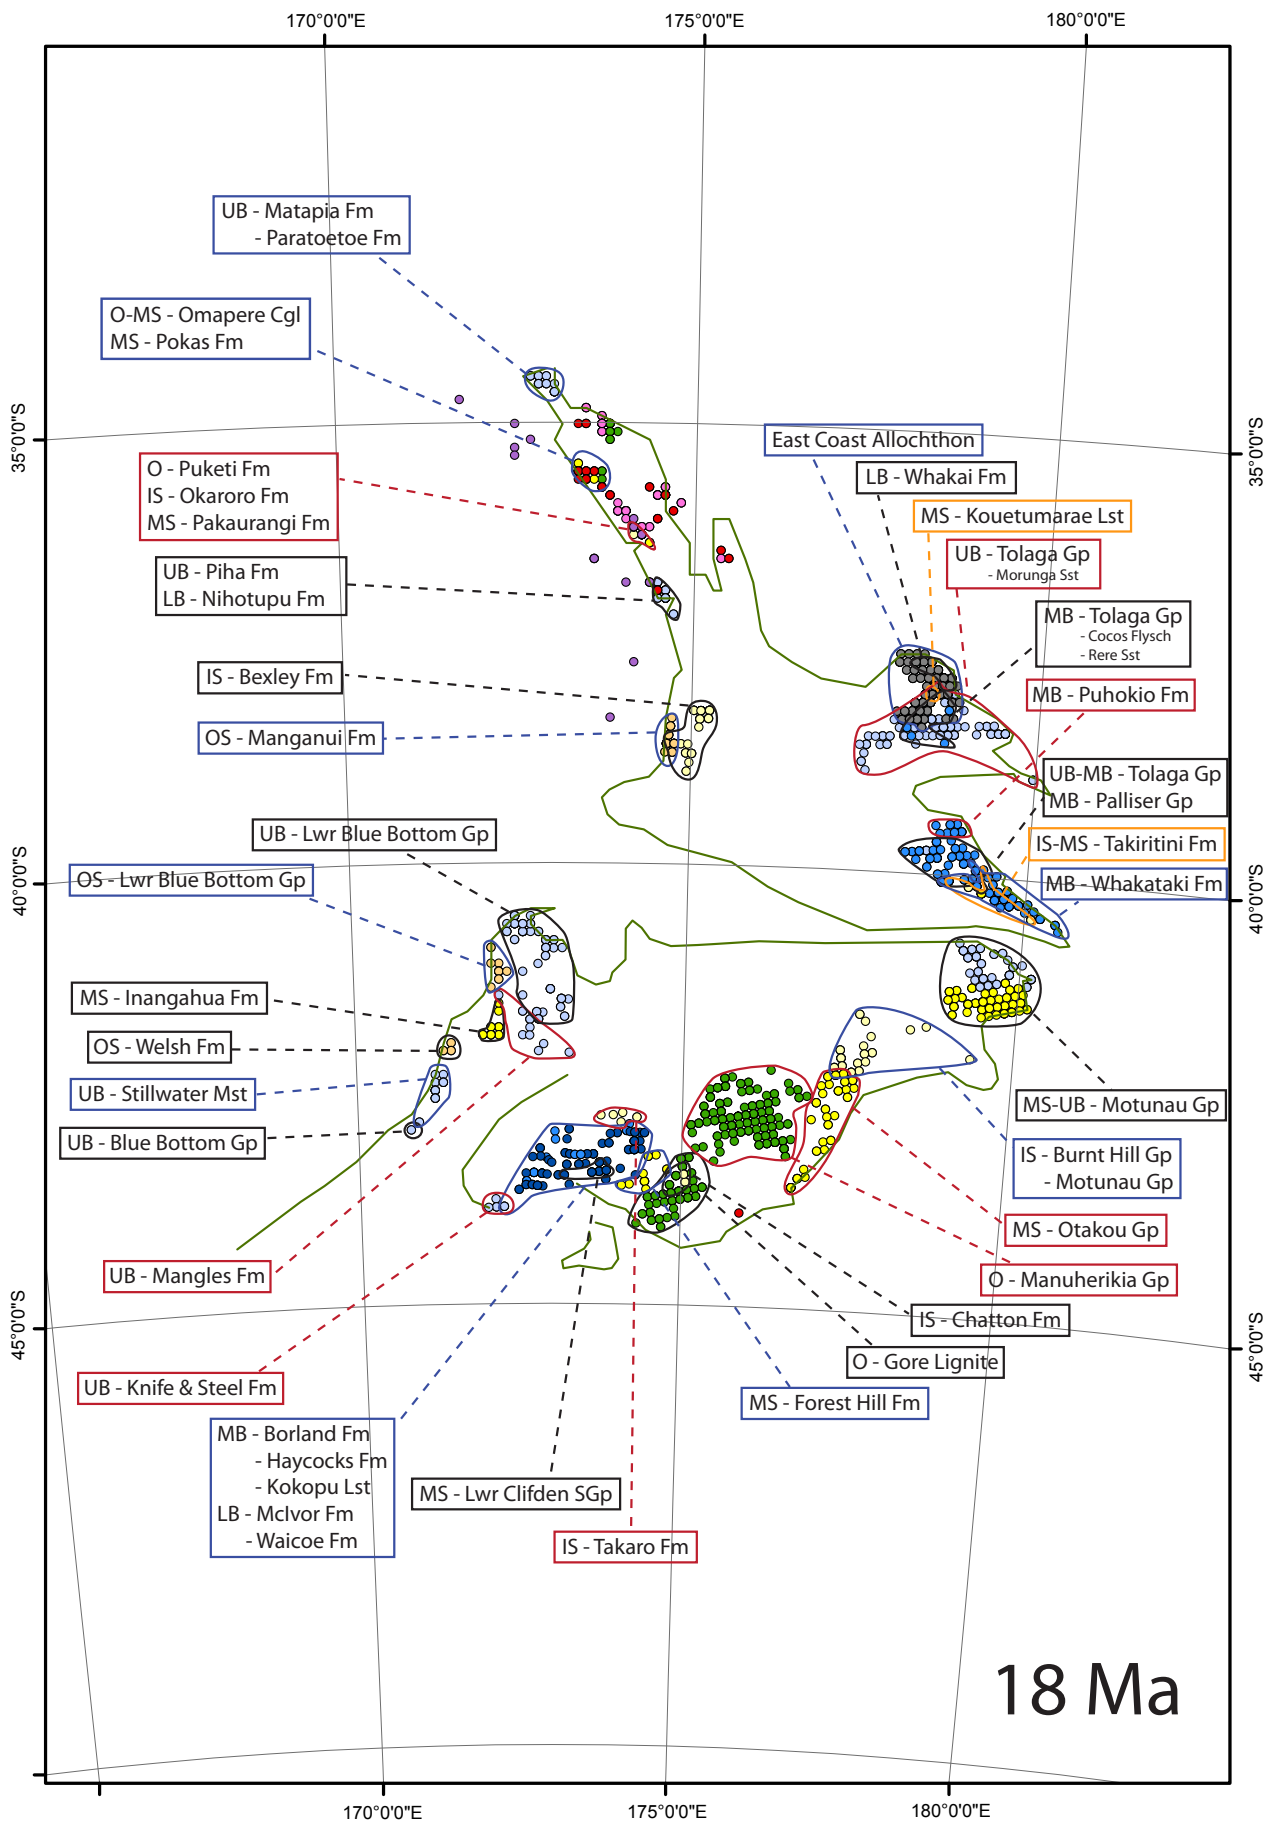 170°0'0"E
175°0'0"E
180°0'0"E
UB - Matapia Fm
- Paratoetoe Fm
O-MS - Omapere Cgl
MS - Pokas Fm
35°0'0"S
35°0'0"S
East Coast Allochthon
LB - Whakai Fm
O - Puketi Fm
IS - Okaroro Fm
MS - Pakaurangi Fm
MS - Kouetumarae Lst
UB - Tolaga Gp
- Morunga Sst
UB - Piha Fm
LB - Nihotupu Fm
MB - Tolaga Gp
- Cocos Flysch
- Rere Sst
IS - Bexley Fm
MB - Puhokio Fm
OS - Manganui Fm
UB-MB - Tolaga Gp
MB - Palliser Gp
UB - Lwr Blue Bottom Gp
IS-MS - Takiritini Fm
OS - Lwr Blue Bottom Gp
MB - Whakataki Fm
40°0'0"S
40°0'0"S
MS - Inangahua Fm
OS - Welsh Fm
UB - Stillwater Mst
MS-UB - Motunau Gp
UB - Blue Bottom Gp
IS - Burnt Hill Gp
- Motunau Gp
MS - Otakou Gp
UB - Mangles Fm
O - Manuherikia Gp
IS - Chatton Fm
45°0'0"S
45°0'0"S
O - Gore Lignite
UB - Knife & Steel Fm
MS - Forest Hill Fm
MB - Borland Fm
- Haycocks Fm
- Kokopu Lst
LB - McIvor Fm
- Waicoe Fm
MS - Lwr Clifden SGp
IS - Takaro Fm
18 Ma
170°0'0"E
175°0'0"E
180°0'0"E